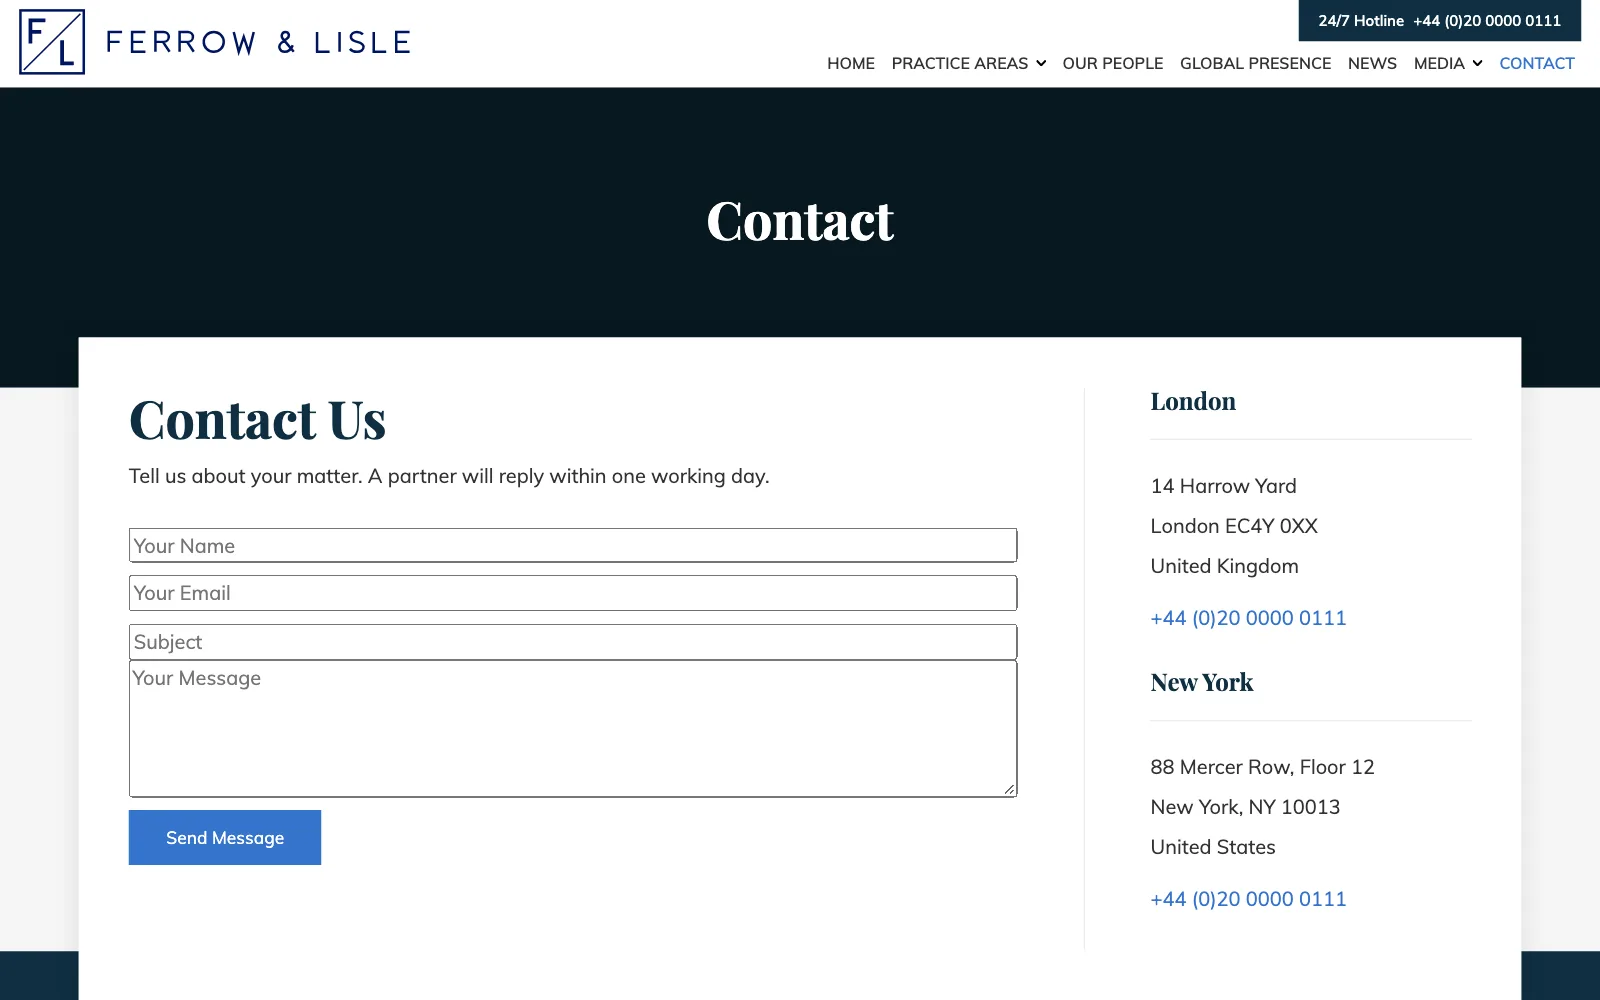 FL
FERROW & LISLE
24/7 Hotline +44 (0)20 0000 0111
HOME PRACTICE AREAS OUR PEOPLE GLOBAL PRESENCE NEWS MEDIA CONTACT
Contact
Contact Us
Tell us about your matter. A partner will reply within one working day.
Your Name
Your Email
Subject
Your Message
Send Message
London
14 Harrow Yard
London EC4Y 0XX
United Kingdom
+44 (0)20 0000 0111
New York
88 Mercer Row, Floor 12
New York, NY 10013
United States
+44 (0)20 0000 0111